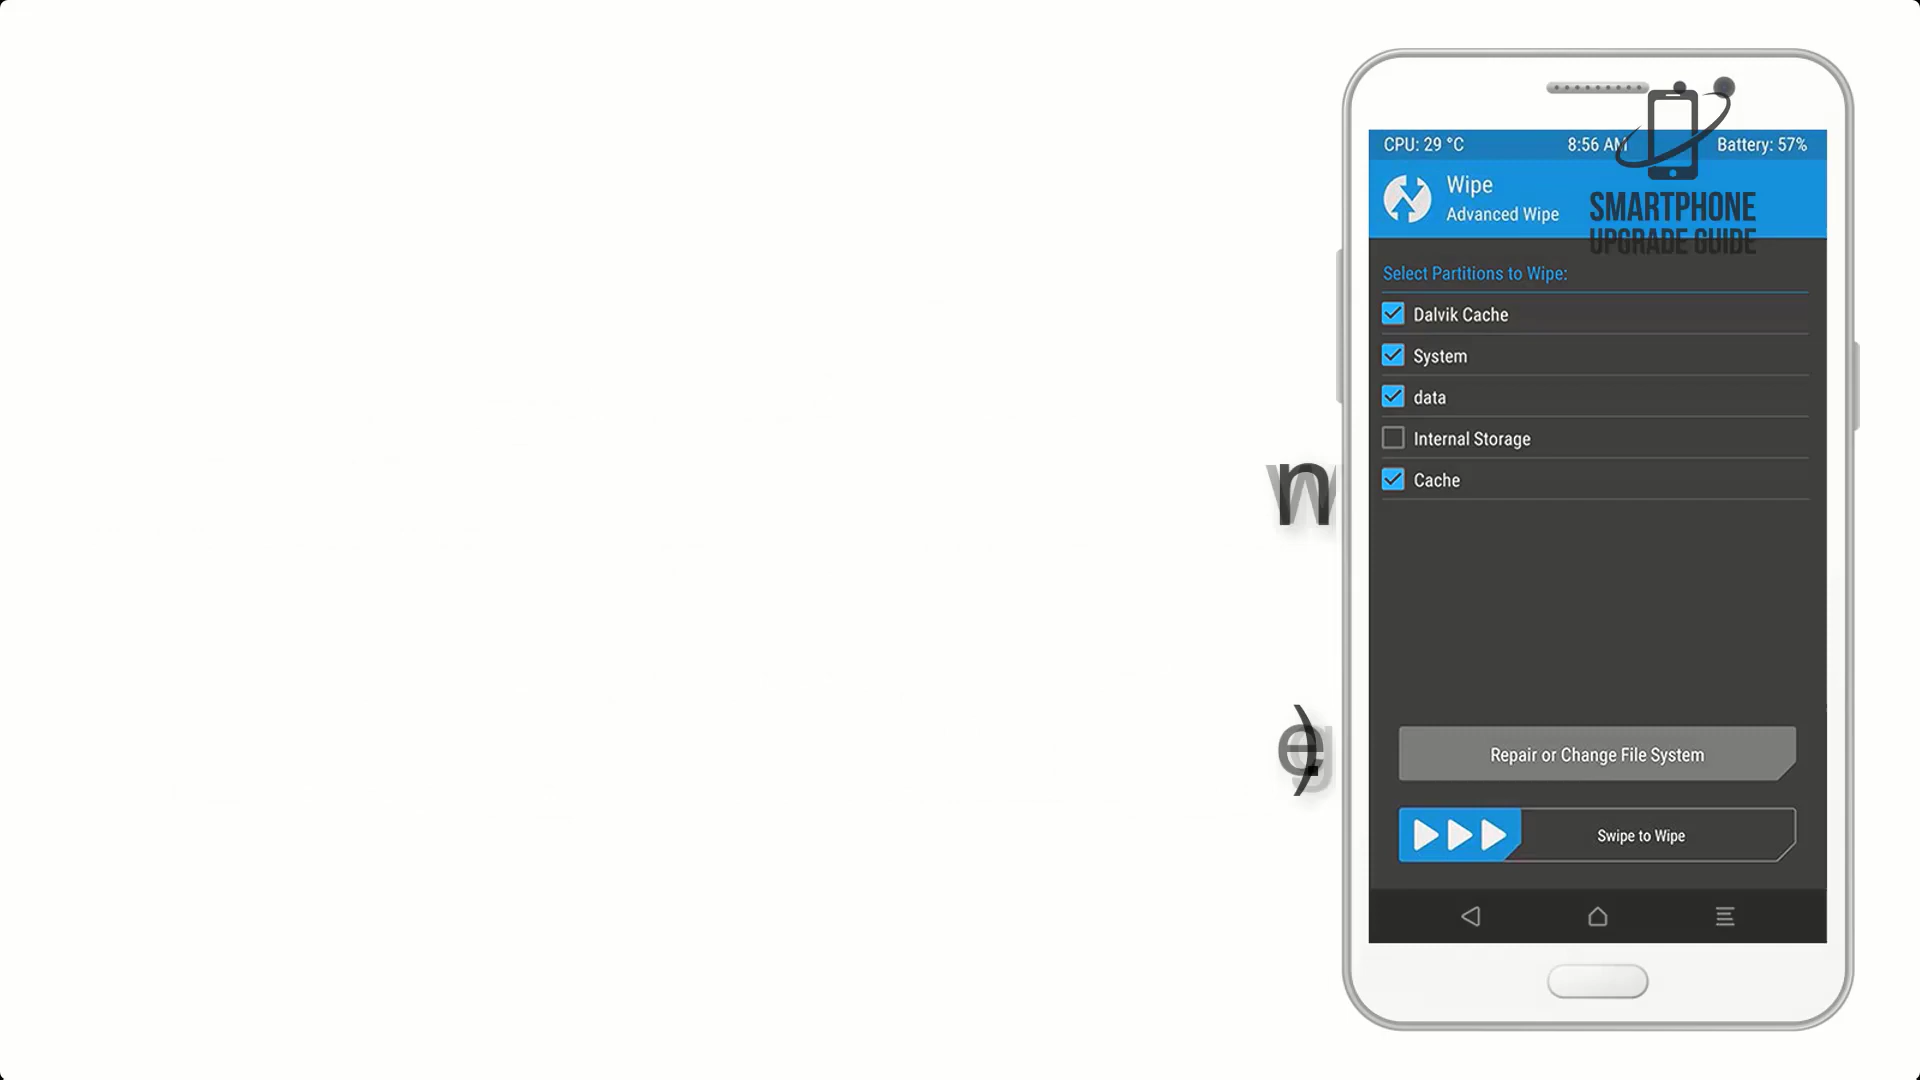 CPU: 29 °C 8:56 AM Battery: 57%
Wipe
Advanced Wipe
SMARTPHONE
UPGRADE GUIDE
Select Partitions to Wipe:
Dalvik Cache
System
data
Internal Storage
Cache
Repair or Change File System
Swipe to Wipe